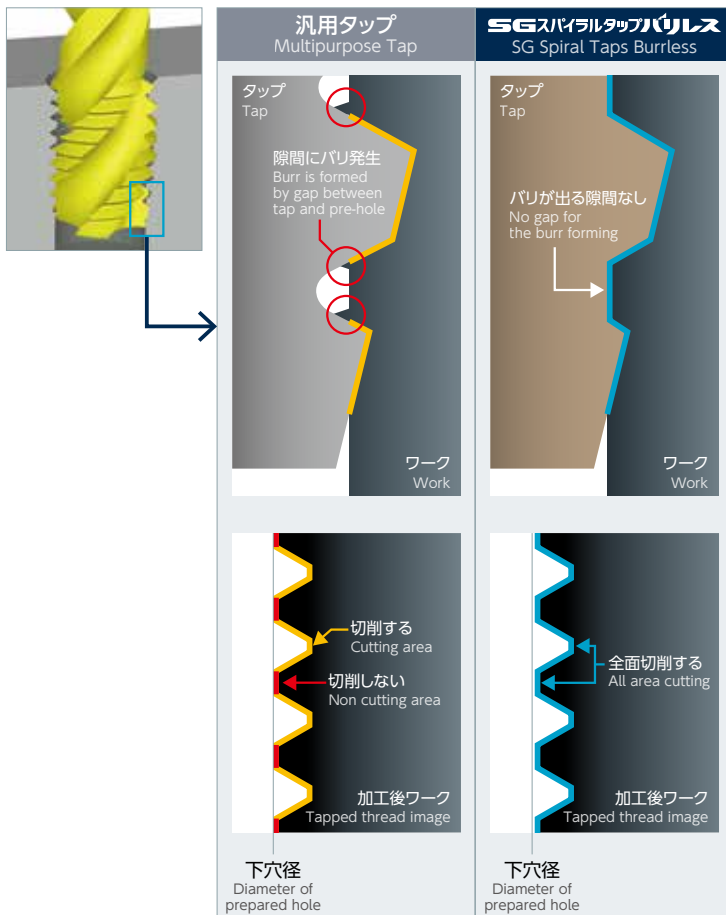 汎用タップ
Multipurpose Tap
SGスパイラルタップバリレス
SG Spiral Taps Burrless
タップ
Tap
隙間にバリ発生
Burr is formed
by gap between
tap and pre-hole
ワーク
Work
タップ
Tap
バリが出る隙間なし
No gap for
the burr forming
ワーク
Work
切削する
Cutting area
切削しない
Non cutting area
加工後ワーク
Tapped thread image
下穴径
Diameter of
prepared hole
全面切削する
All area cutting
加工後ワーク
Tapped thread image
下穴径
Diameter of
prepared hole